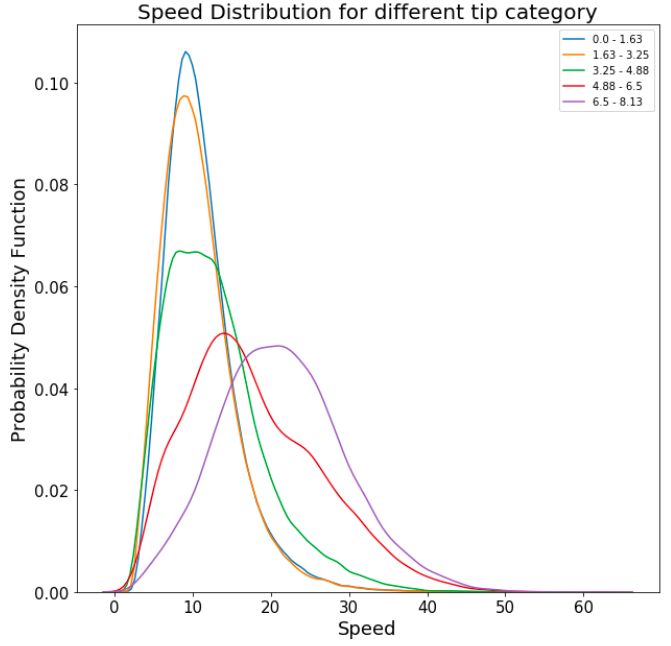 Speed Distribution for different tip category
0.0 - 1.63
1.63 - 3.25
3.25 - 4.88
4.88 - 6.5
6.5 - 8.13
Probability Density Function
0.10
0.08
0.06
0.04
0.02
0.00
0 10 20 30 40 50 60
Speed